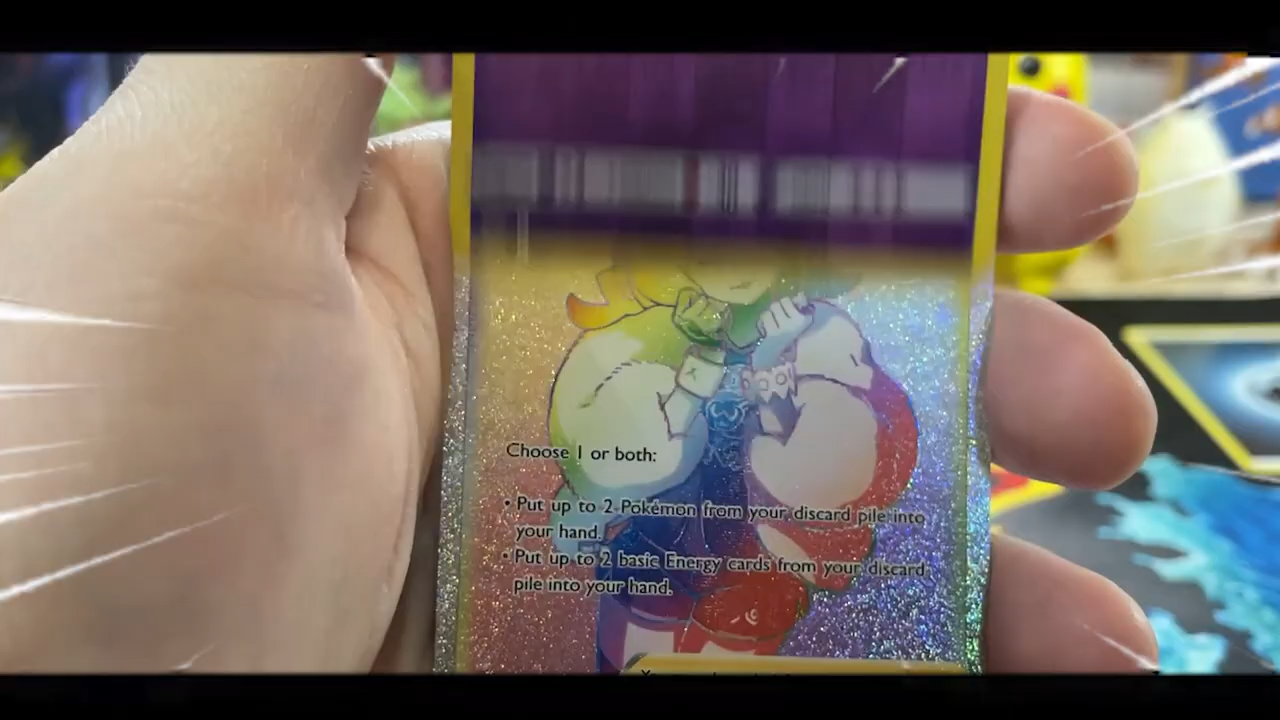 Choose 1 or both:
• Put up to 2 Pokémon from your discard pile into
your hand.
• Put up to 2 basic Energy cards from your discard
pile into your hand.